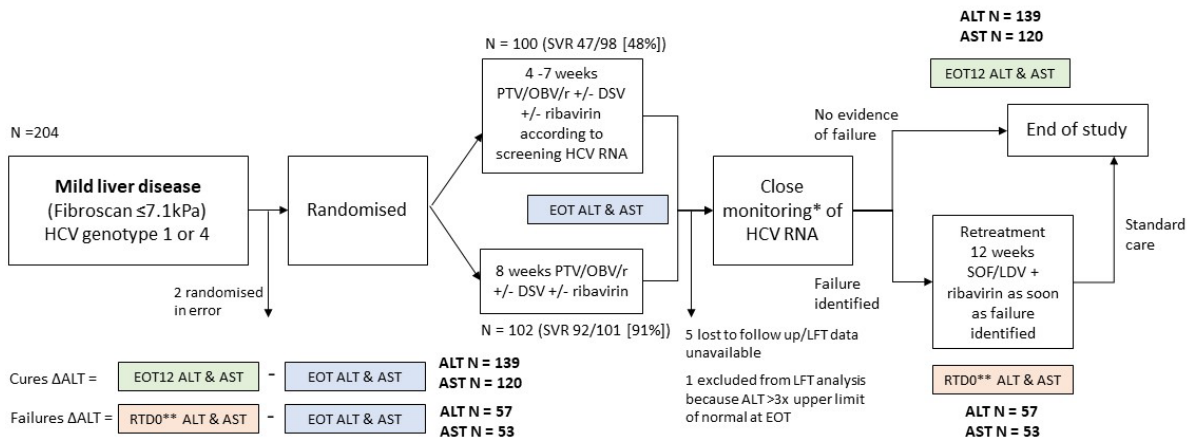 N =204
Mild liver disease
(Fibroscan ≤7.1kPa)
HCV genotype 1 or 4
2 randomised
in error
Randomised
N = 100 (SVR 47/98 [48%])
4 -7 weeks
PTV/OBV/r +/- DSV
+/- ribavirin
according to
screening HCV RNA
EOT ALT & AST
8 weeks PTV/OBV/r
+/- DSV +/- ribavirin
N = 102 (SVR 92/101 [91%])
5 lost to follow up/LFT data
unavailable
1 excluded from LFT analysis
because ALT >3x upper limit
of normal at EOT
Close
monitoring* of
HCV RNA
No evidence
of failure
Failure
identified
ALT N = 139
AST N = 120
EOT12 ALT & AST
End of study
Standard
care
Retreatment
12 weeks
SOF/LDV +
ribavirin as soon
as failure
identified
RTD0** ALT & AST
ALT N = 57
AST N = 53
Cures ΔALT = EOT12 ALT & AST - EOT ALT & AST
ALT N = 139
AST N = 120
Failures ΔALT = RTD0** ALT & AST - EOT ALT & AST
ALT N = 57
AST N = 53